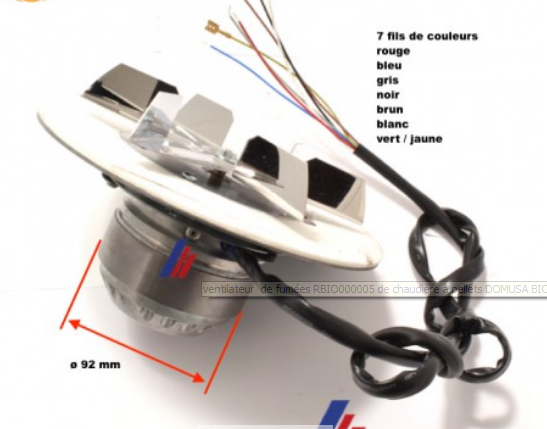 7 fils de couleurs
rouge
bleu
gris
noir
brun
blanc
vert / jaune
ventilateur de fumées RBIO000005 de chaudière à pellets DOMUSA BIO
ø 92 mm